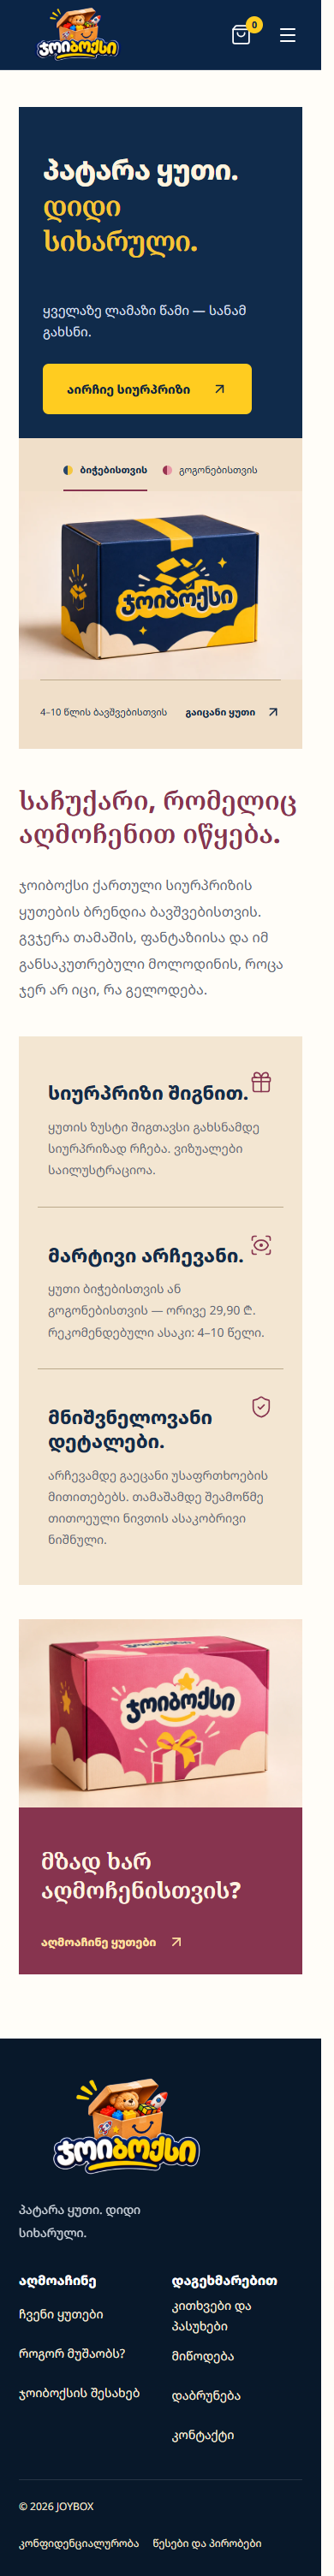 ჯოიბოქსი
0
პატარა ყუთი.
დიდი
სიხარული.
ყველაზე ლამაზი წამი — სანამ
გახსნი.
აირჩიე სიურპრიზი
ბიჭებისთვის
გოგონებისთვის
ჯოიბოქსი
4–10 წლის ბავშვებისთვის
გაიცანი ყუთი
საჩუქარი, რომელიც
აღმოჩენით იწყება.
ჯოიბოქსი ქართული სიურპრიზის
ყუთების ბრენდია ბავშვებისთვის.
გვჯერა თამაშის, ფანტაზიისა და იმ
განსაკუთრებული მოლოდინის, როცა
ჯერ არ იცი, რა გელოდება.
სიურპრიზი შიგნით.
ყუთის ზუსტი შიგთავსი გახსნამდე
სიურპრიზად რჩება. ვიზუალები
საილუსტრაციოა.
მარტივი არჩევანი.
ყუთი ბიჭებისთვის ან
გოგონებისთვის — ორივე 29,90 ₾.
რეკომენდებული ასაკი: 4–10 წელი.
მნიშვნელოვანი
დეტალები.
არჩევამდე გაეცანი უსაფრთხოების
მითითებებს. თამაშამდე შეამოწმე
თითოეული ნივთის ასაკობრივი
ნიშნული.
ჯოიბოქსი
მზად ხარ
აღმოჩენისთვის?
აღმოაჩინე ყუთები
ჯოიბოქსი
პატარა ყუთი. დიდი
სიხარული.
აღმოაჩინე
ჩვენი ყუთები
როგორ მუშაობს?
ჯოიბოქსის შესახებ
დაგეხმარებით
კითხვები და
პასუხები
მიწოდება
დაბრუნება
კონტაქტი
© 2026 JOYBOX
კონფიდენციალურობა
წესები და პირობები